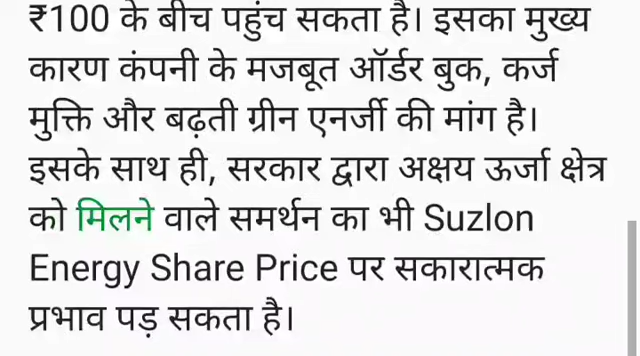 ₹100 के बीच पहुंच सकता है। इसका मुख्य
कारण कंपनी के मजबूत ऑर्डर बुक, कर्ज
मुक्ति और बढ़ती ग्रीन एनर्जी की मांग है।
इसके साथ ही, सरकार द्वारा अक्षय ऊर्जा क्षेत्र
को मिलने वाले समर्थन का भी Suzlon
Energy Share Price पर सकारात्मक
प्रभाव पड़ सकता है।